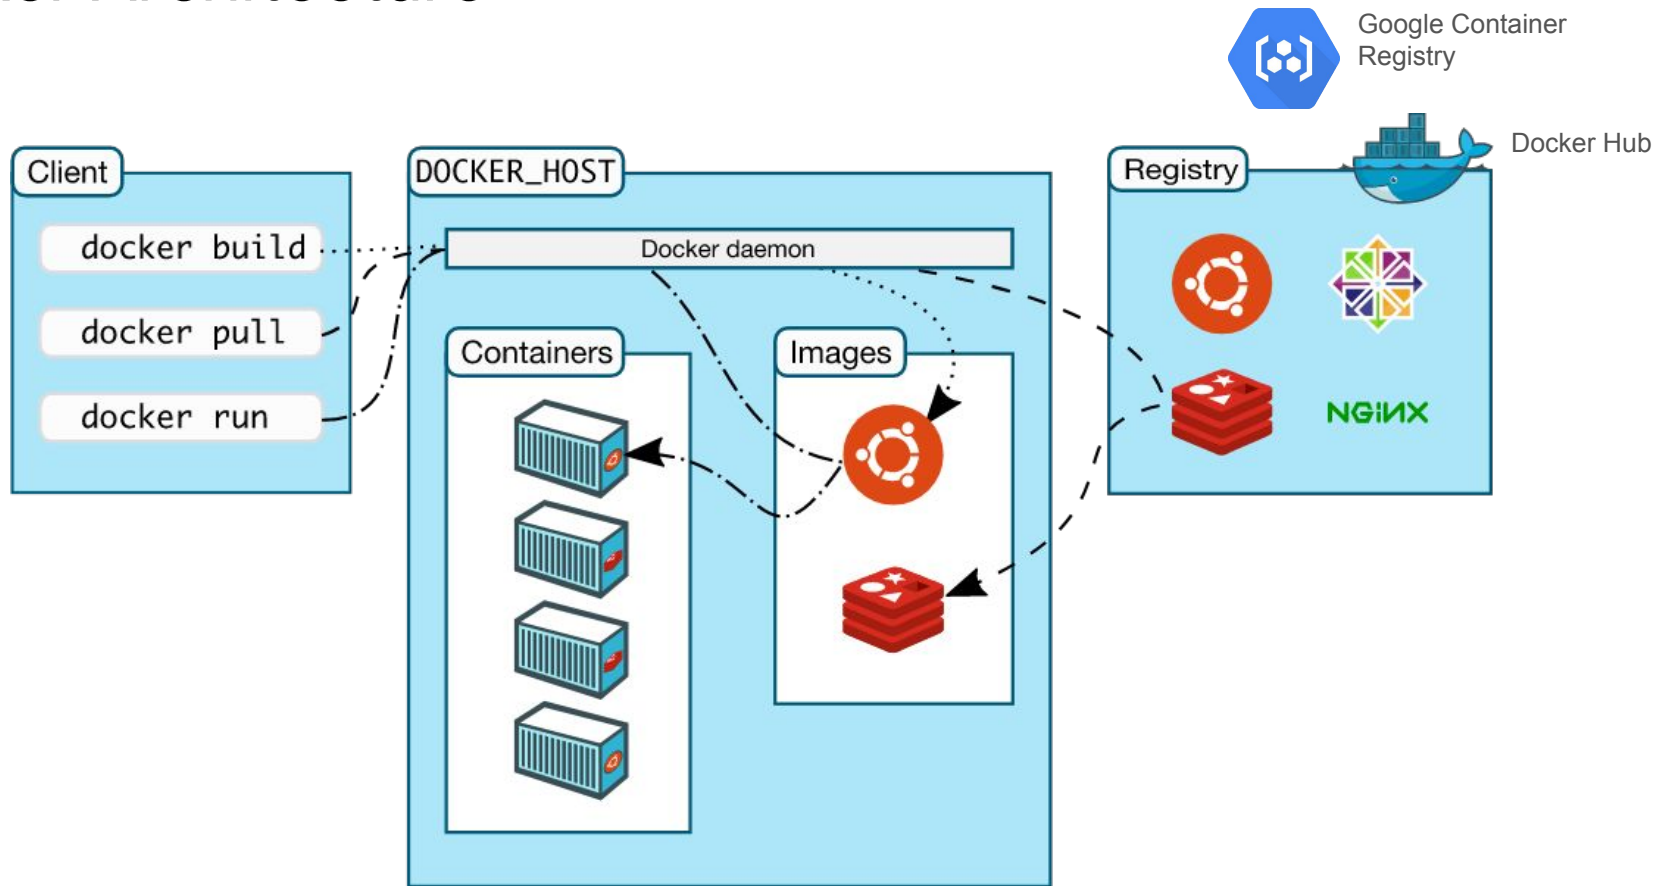 Google Container
Registry
Docker Hub
Client
DOCKER_HOST
Registry
docker build
Docker daemon
docker pull
Containers
Images
docker run
NGiNX